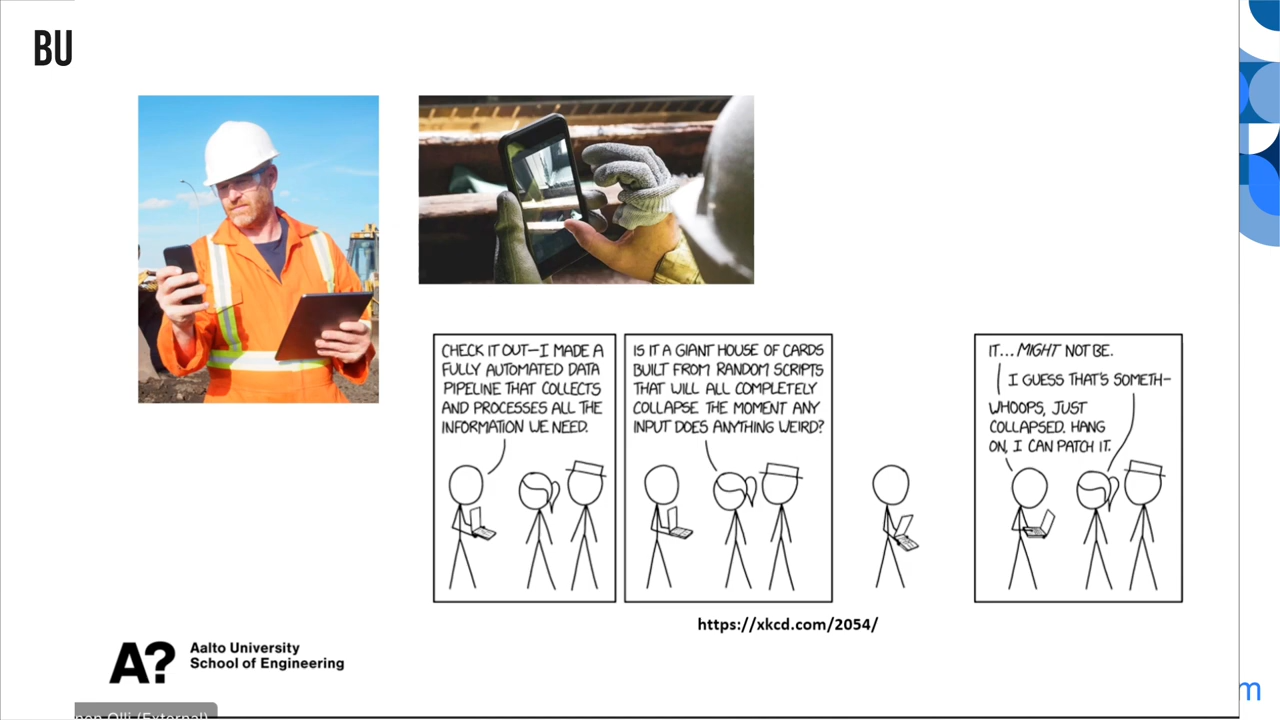 BU
CHECK IT OUT—I MADE A
FULLY AUTOMATED DATA
PIPELINE THAT COLLECTS
AND PROCESSES ALL THE
INFORMATION WE NEED.
IS IT A GIANT HOUSE OF CARDS
BUILT FROM RANDOM SCRIPTS
THAT WILL ALL COMPLETELY
COLLAPSE THE MOMENT ANY
INPUT DOES ANYTHING WEIRD?
IT... MIGHT NOT BE.
I GUESS THAT'S SOMETH—
WHOOPS, JUST
COLLAPSED. HANG
ON, I CAN PATCH IT.
https://xkcd.com/2054/
A?
Aalto University
School of Engineering
Olli (External)
m